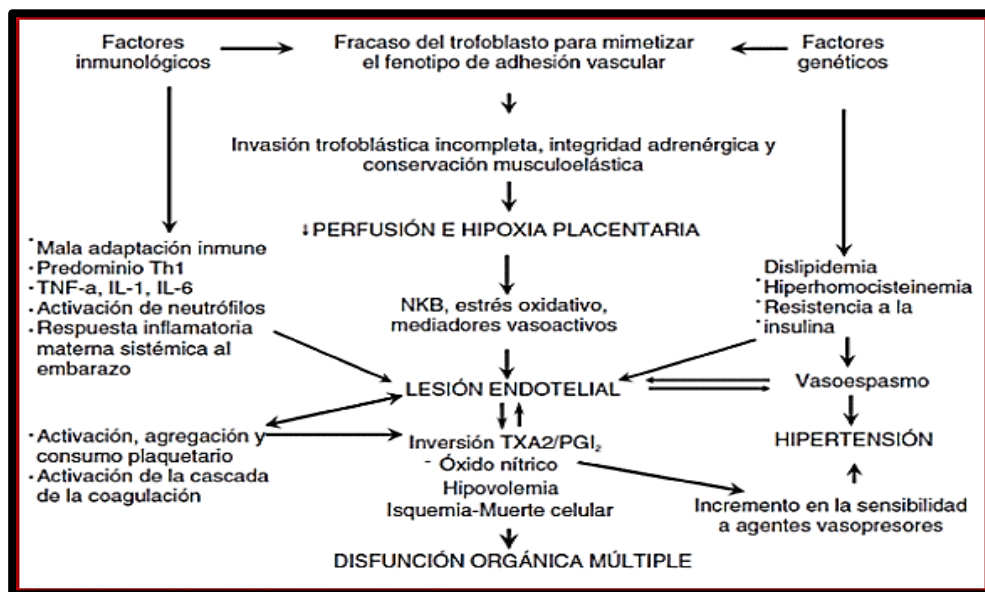 Factores
inmunológicos
Fracaso del trofoblasto para mimetizar
el fenotipo de adhesión vascular
Factores
genéticos
Invasión trofoblástica incompleta, integridad adrenérgica y
conservación musculoelástica
↓PERFUSIÓN E HIPOXIA PLACENTARIA
· Mala adaptación inmune
· Predominio Th1
· TNF-a, IL-1, IL-6
· Activación de neutrófilos
· Respuesta inflamatoria
materna sistémica al
embarazo
NKB, estrés oxidativo,
mediadores vasoactivos
· Dislipidemia
· Hiperhomocisteinemia
· Resistencia a la
· insulina
LESIÓN ENDOTELIAL
Vasoespasmo
HIPERTENSIÓN
· Activación, agregación y
consumo plaquetario
· Activación de la cascada
de la coagulación
Inversión TXA2/PGI₂
- Óxido nítrico
Hipovolemia
Isquemia-Muerte celular
Incremento en la sensibilidad
a agentes vasopresores
DISFUNCIÓN ORGÁNICA MÚLTIPLE